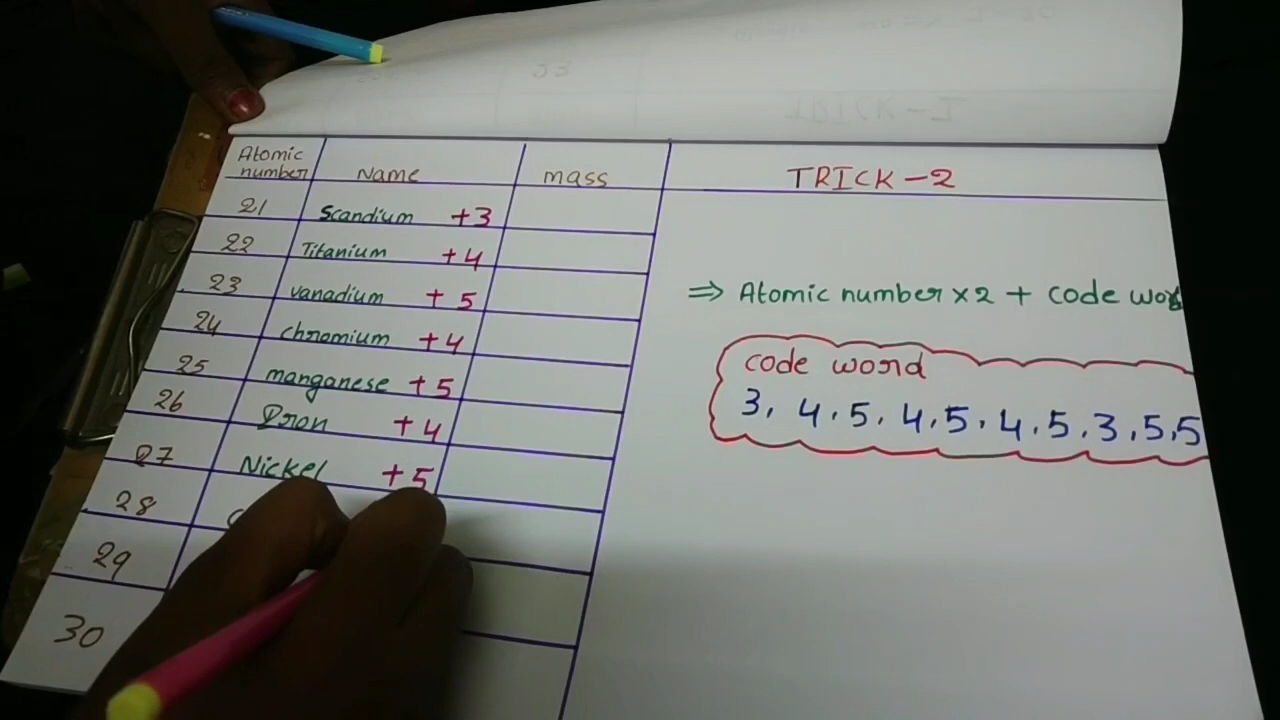 Atomic number Name mass TRICK-2
21 Scandium +3
22 Titanium +4
23 vanadium +5
24 chromium +4
25 manganese +5
26 Iron +4
27 Nickel +5
28
29
30
⇒ Atomic number x2 + code wor
code word
3, 4, 5, 4, 5, 4, 5, 3, 5, 5